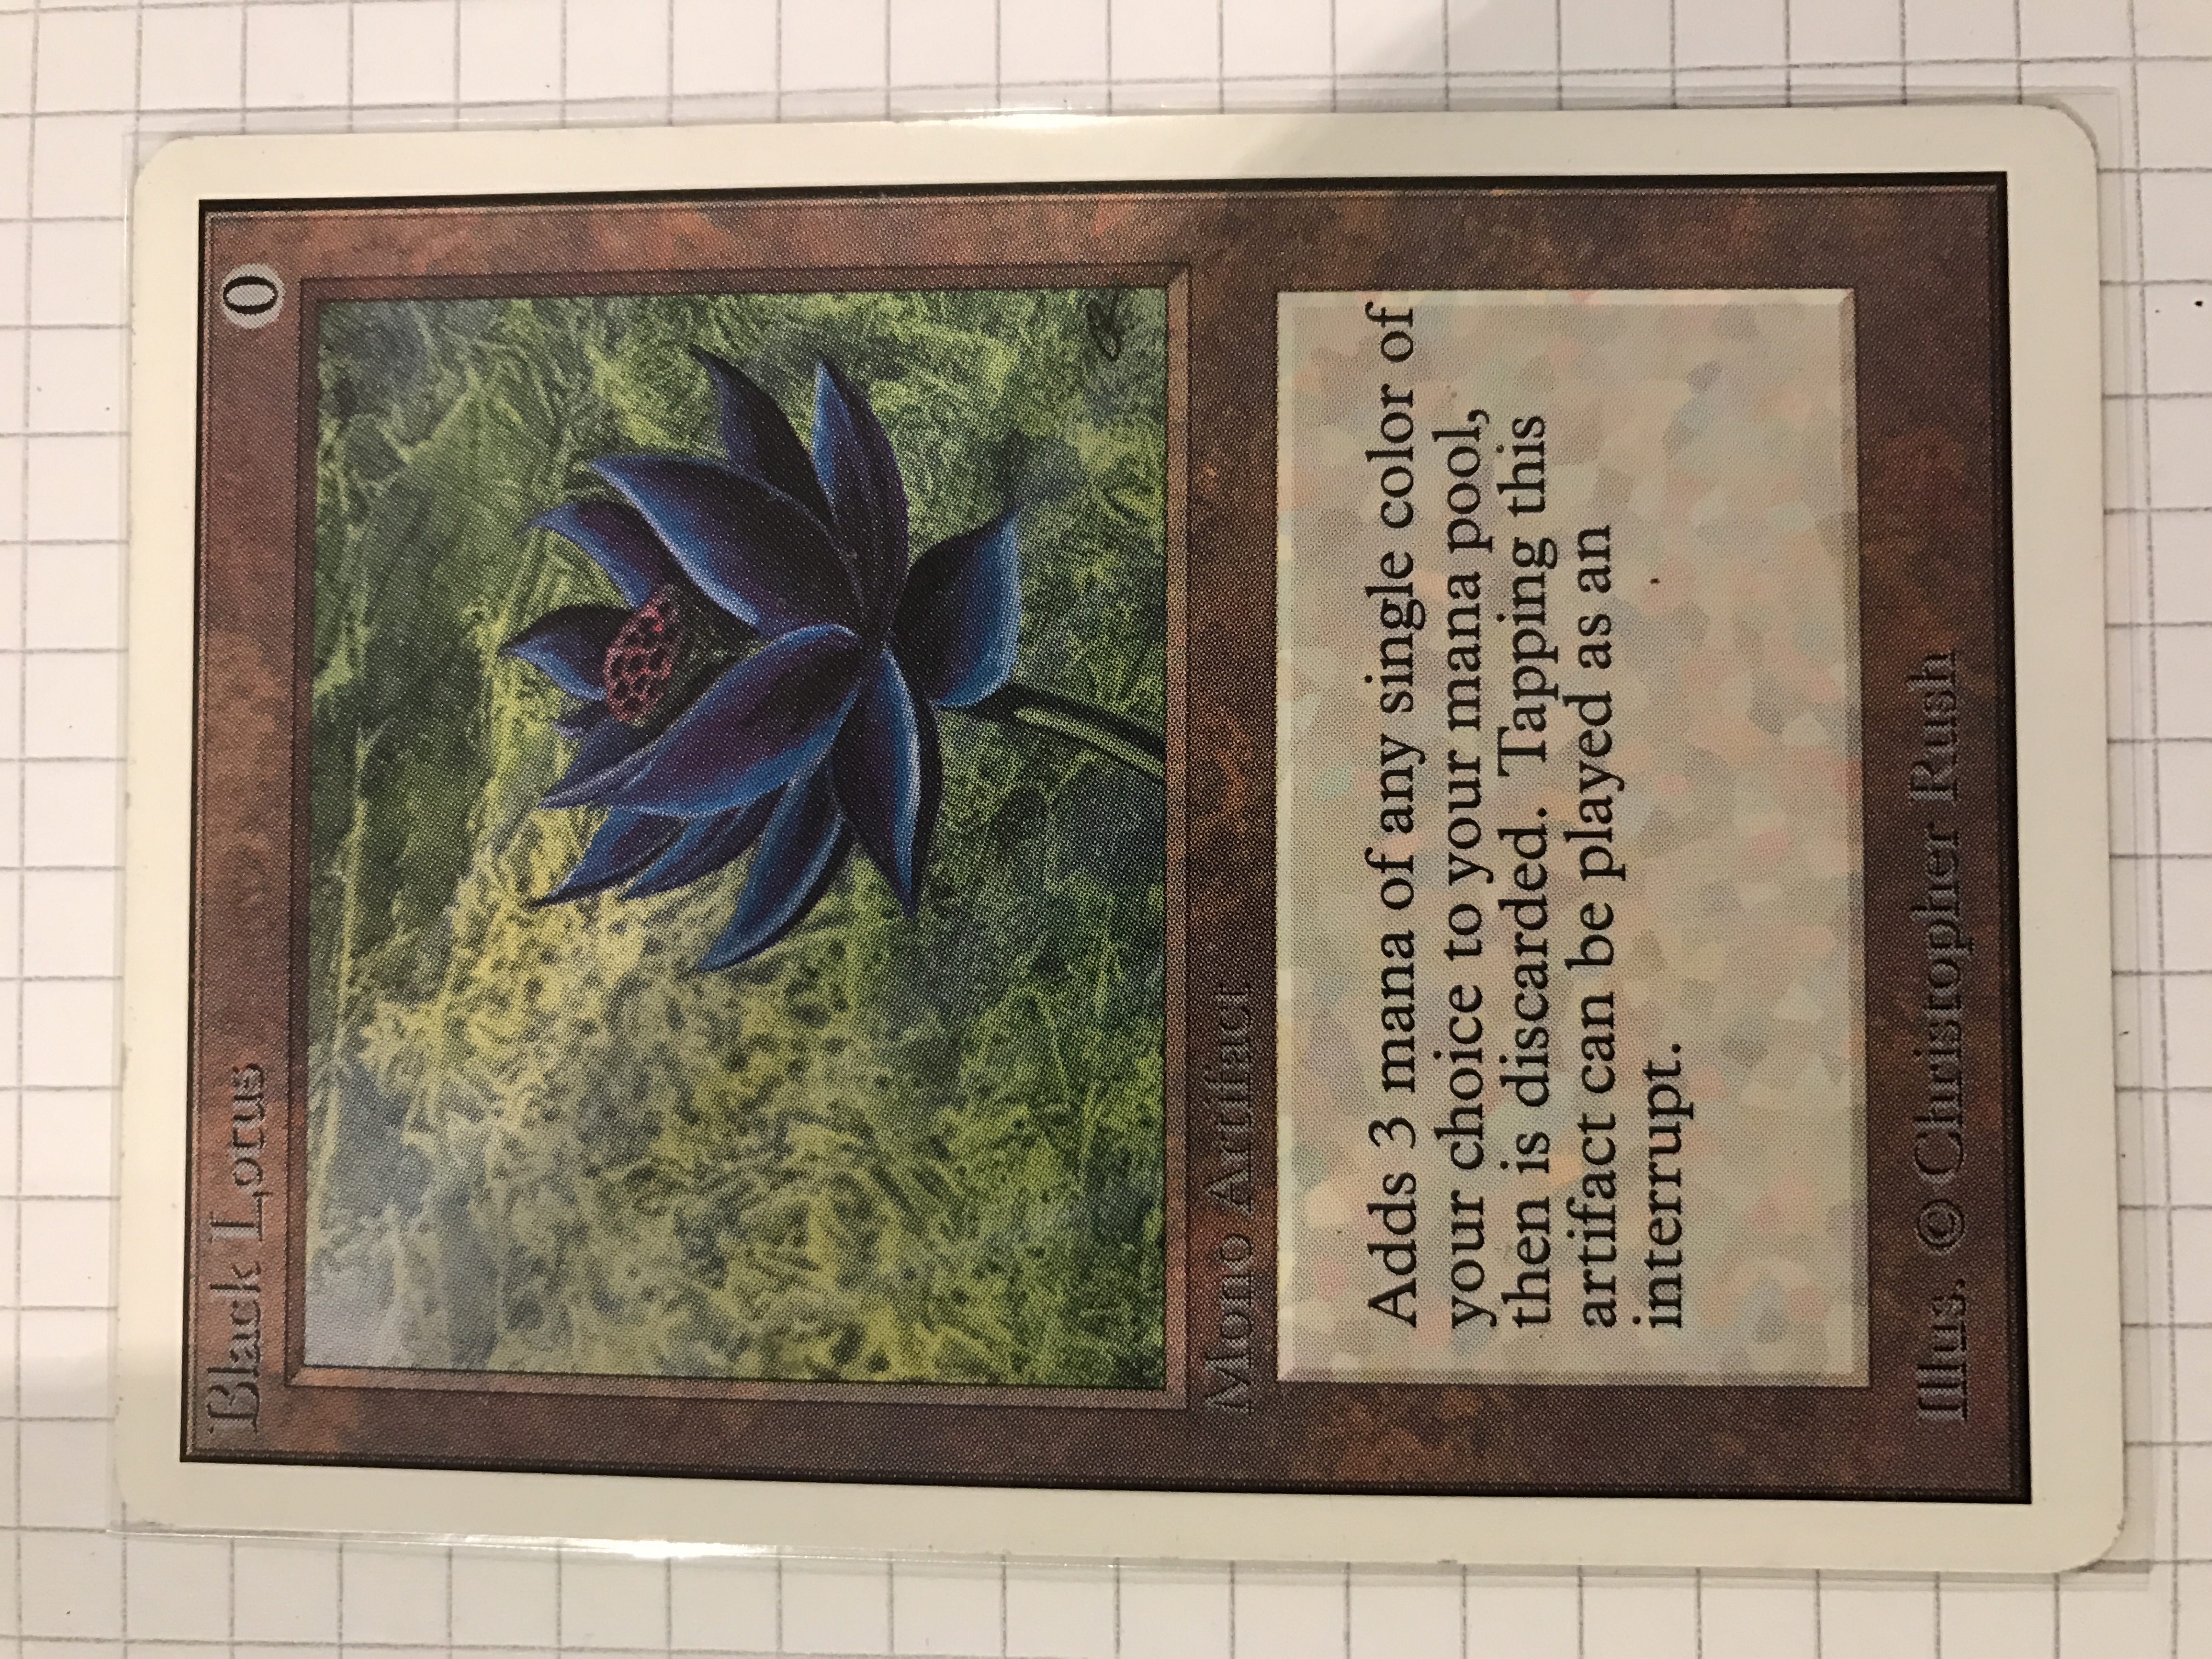 Black Lotus
0
Mono Artifact
Adds 3 mana of any single color of
your choice to your mana pool,
then is discarded. Tapping this
artifact can be played as an
interrupt.
Illus. © Christopher Rush